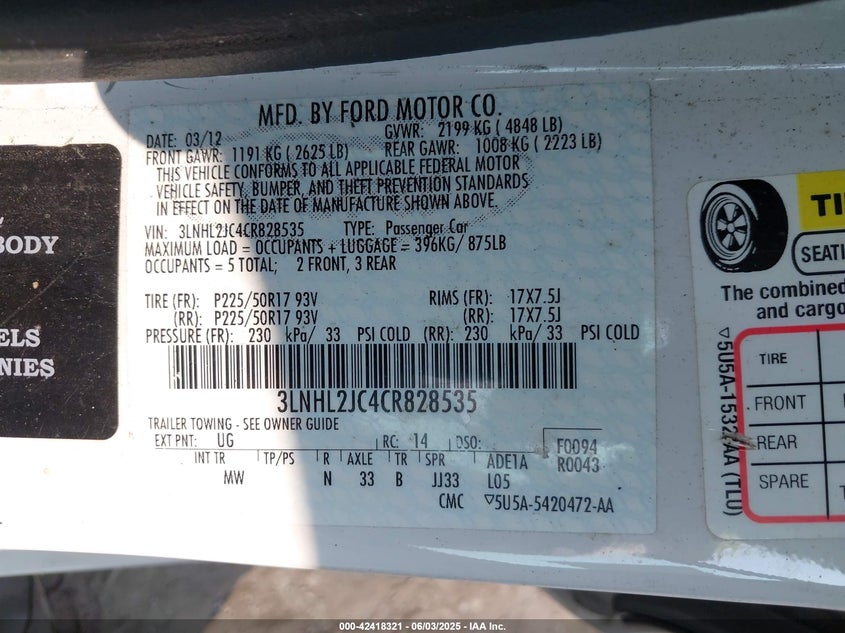 MFD. BY FORD MOTOR CO.
DATE: 03/12
GVWR: 2199 KG ( 4848 LB)
FRONT GAWR: 1191 KG ( 2625 LB)
REAR GAWR: 1008 KG ( 2223 LB)
THIS VEHICLE CONFORMS TO ALL APPLICABLE FEDERAL MOTOR
VEHICLE SAFETY, BUMPER, AND THEFT PREVENTION STANDARDS
IN EFFECT ON THE DATE OF MANUFACTURE SHOWN ABOVE.
VIN: 3LNHL2JC4CR828535 TYPE: Passenger Car
MAXIMUM LOAD = OCCUPANTS + LUGGAGE = 396KG/ 875LB
OCCUPANTS = 5 TOTAL; 2 FRONT, 3 REAR
TIRE (FR): P225/50R17 93V RIMS (FR): 17X7.5J
(RR): P225/50R17 93V (RR): 17X7.5J
PRESSURE (FR): 230 kPa/ 33 PSI COLD (RR): 230 kPa/ 33 PSI COLD
3LNHL2JC4CR828535
TRAILER TOWING - SEE OWNER GUIDE
EXT PNT: UG RC: 14 DSO: F0094
R0043
INT TR TP/PS R AXLE TR SPR ADE1A
MW N 33 B JJ33 L05
CMC ▽5U5A-5420472-AA
BODY
SEATI
The combined
and cargo
TIRE
FRONT
REAR
SPARE
000-42418321 - 06/03/2025 - IAA Inc.